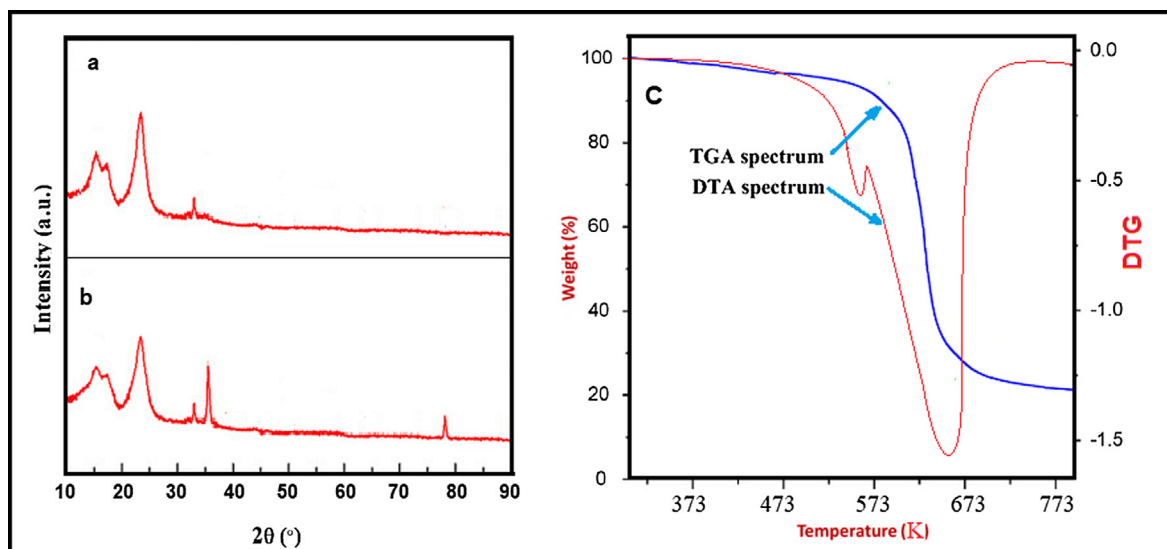 a
b
Intensity (a.u.)
10 20 30 40 50 60 70 80 90
2θ (°)
C
TGA spectrum
DTA spectrum
100
80
60
40
20
0
Weight (%)
373 473 573 673 773
Temperature (K)
0.0
-0.5
-1.0
-1.5
DTG